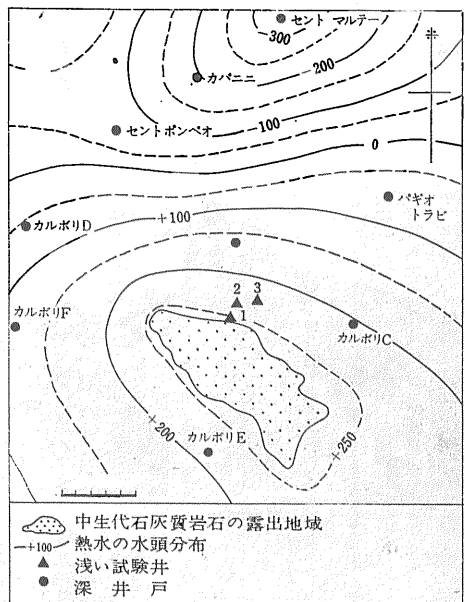 セント マルテー
-300
-200
カバニニ
-100
セントポンペオ
0
バギオ
トラビ
+100
カルボリD
2 3
1
カルボリF
カルボリC
+200
カルボリE
+250
中生代石灰質岩石の露出地域
+100 熱水の水頭分布
浅い試験井
深井戸